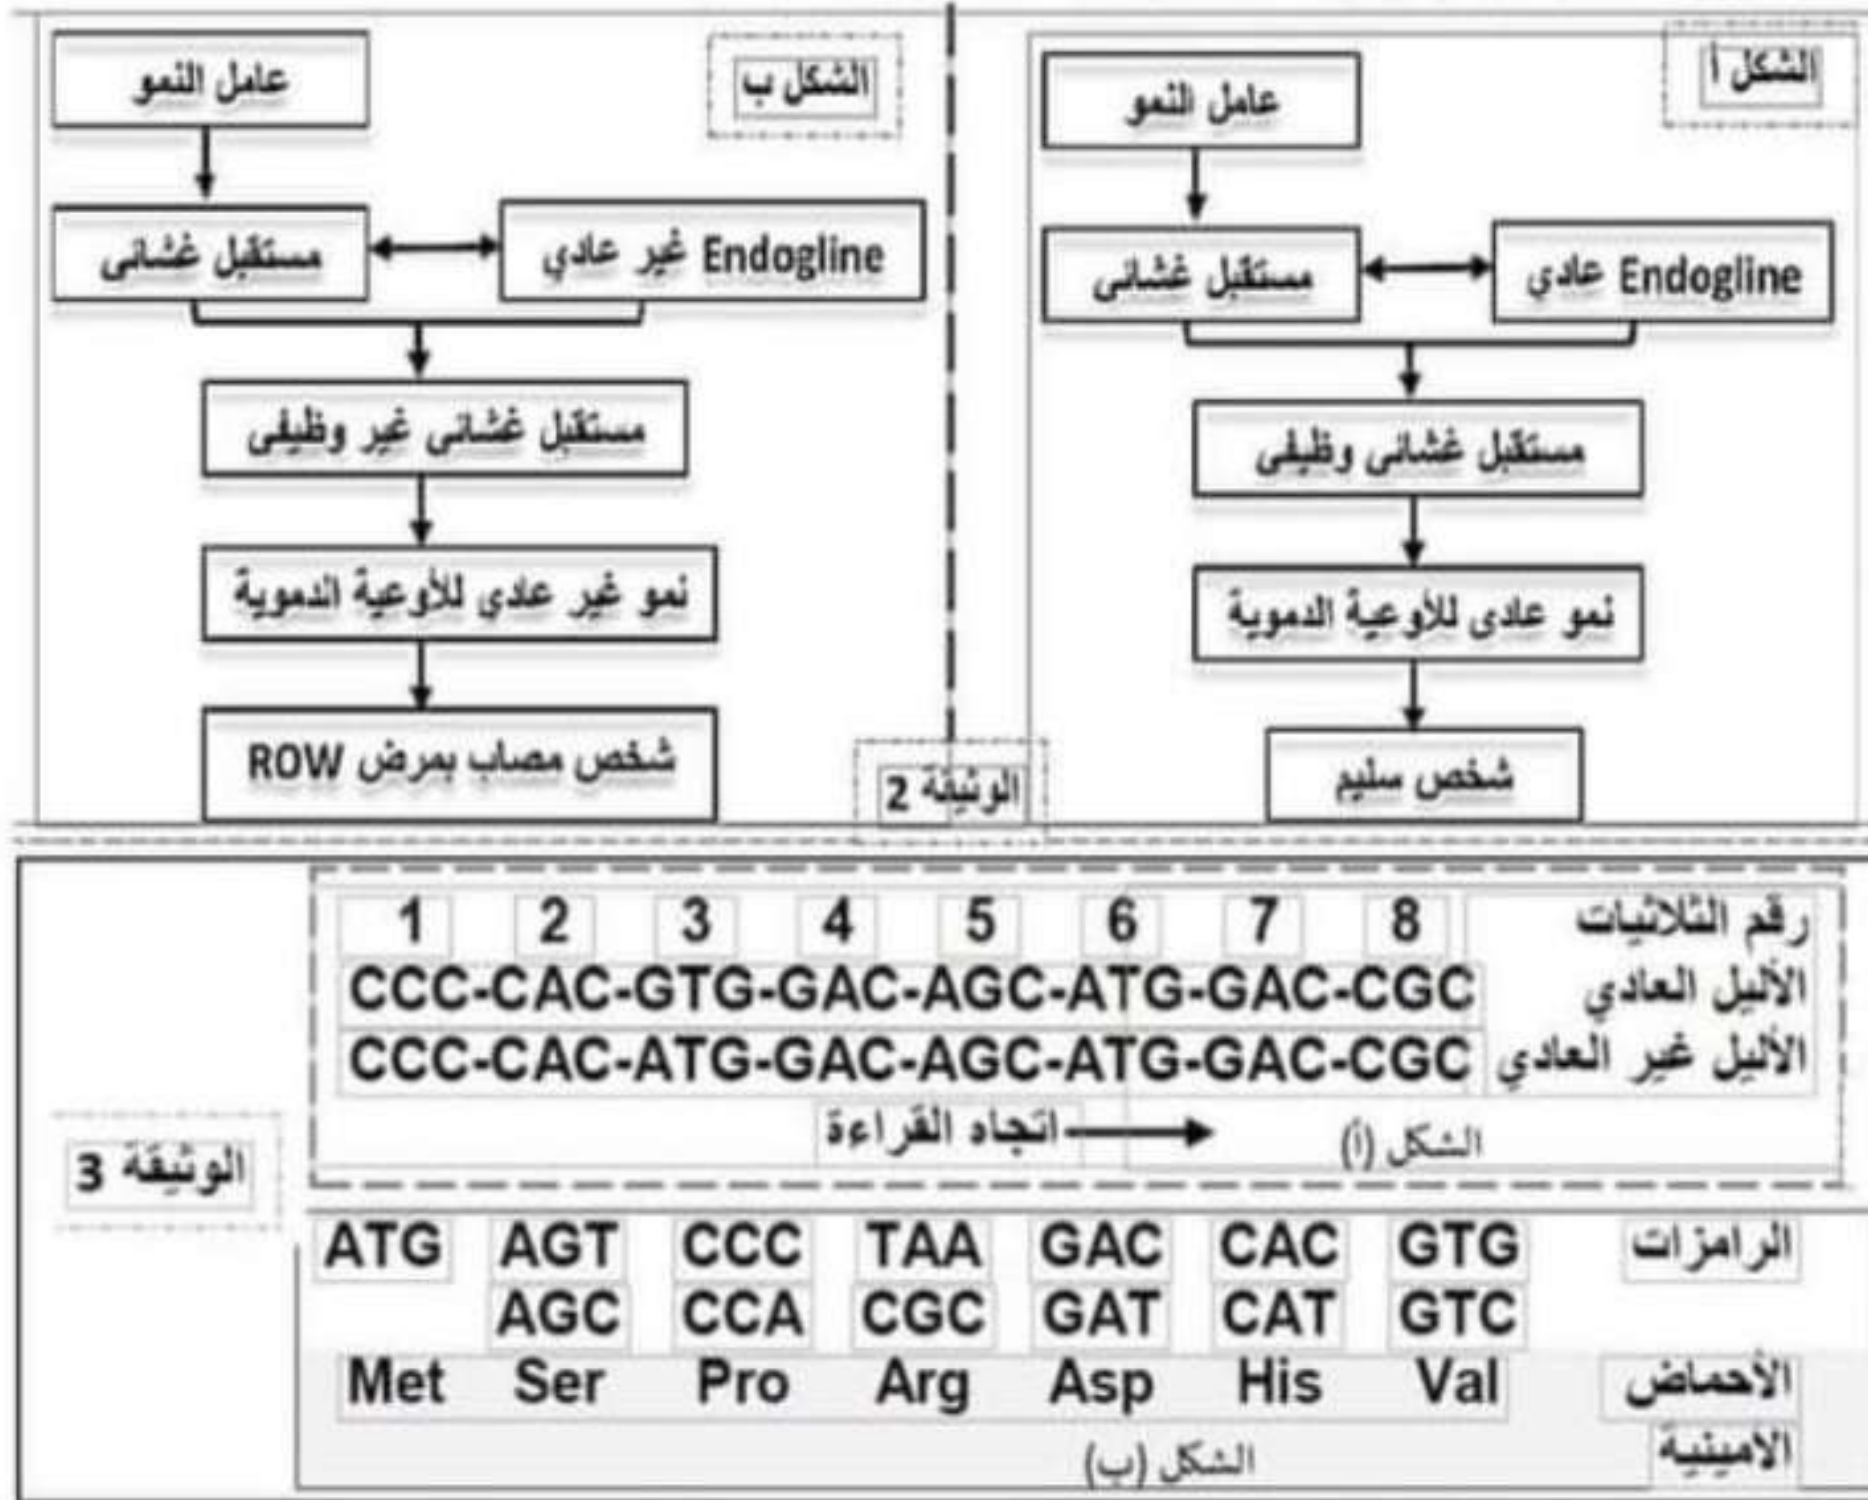 الشكل أ
عامل النمو
Endogline عادي
مستقبل غشائي
مستقبل غشائي وظيفي
نمو عادي للأوعية الدموية
شخص سليم
الشكل ب
عامل النمو
Endogline غير عادي
مستقبل غشائي
مستقبل غشائي غير وظيفي
نمو غير عادي للأوعية الدموية
شخص مصاب بمرض ROW
الوثيقة 2
رقم الثلاثيات 1 2 3 4 5 6 7 8
الأليل العادي CCC-CAC-GTG-GAC-AGC-ATG-GAC-CGC
الأليل غير العادي CCC-CAC-ATG-GAC-AGC-ATG-GAC-CGC
اتجاه القراءة
الشكل (أ)
الوثيقة 3
الرامزات ATG AGT CCC TAA GAC CAC GTG
AGC CCA CGC GAT CAT GTC
الأحماض Met Ser Pro Arg Asp His Val
الامينية
الشكل (ب)